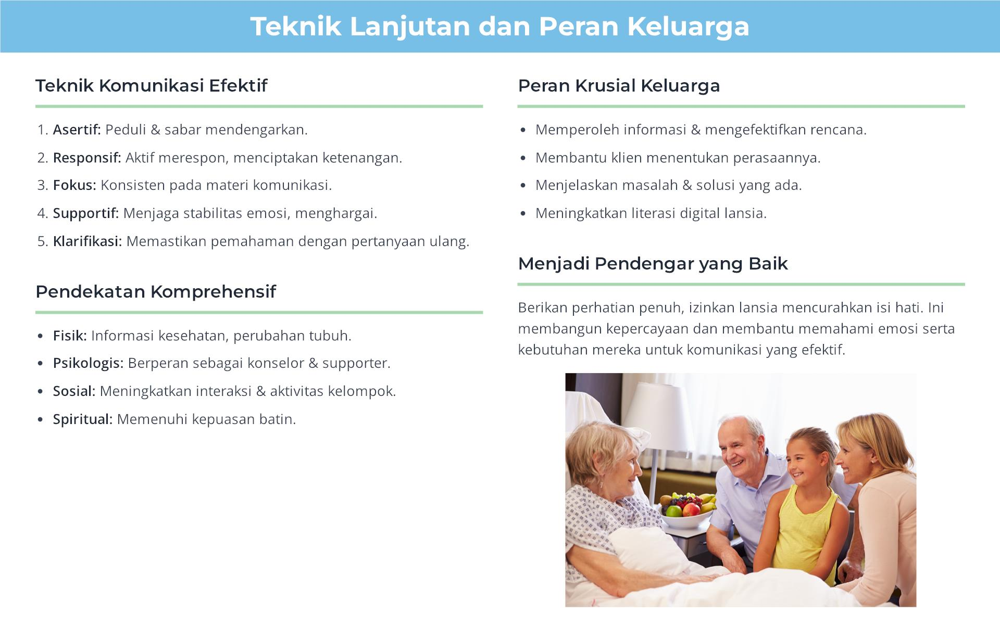 Teknik Lanjutan dan Peran Keluarga
Teknik Komunikasi Efektif
1. Asertif: Peduli & sabar mendengarkan.
2. Responsif: Aktif merespon, menciptakan ketenangan.
3. Fokus: Konsisten pada materi komunikasi.
4. Supportif: Menjaga stabilitas emosi, menghargai.
5. Klarifikasi: Memastikan pemahaman dengan pertanyaan ulang.
Pendekatan Komprehensif
• Fisik: Informasi kesehatan, perubahan tubuh.
• Psikologis: Berperan sebagai konselor & supporter.
• Sosial: Meningkatkan interaksi & aktivitas kelompok.
• Spiritual: Memenuhi kepuasan batin.
Peran Krusial Keluarga
• Memperoleh informasi & mengefektifkan rencana.
• Membantu klien menentukan perasaannya.
• Menjelaskan masalah & solusi yang ada.
• Meningkatkan literasi digital lansia.
Menjadi Pendengar yang Baik
Berikan perhatian penuh, izinkan lansia mencurahkan isi hati. Ini
membangun kepercayaan dan membantu memahami emosi serta
kebutuhan mereka untuk komunikasi yang efektif.